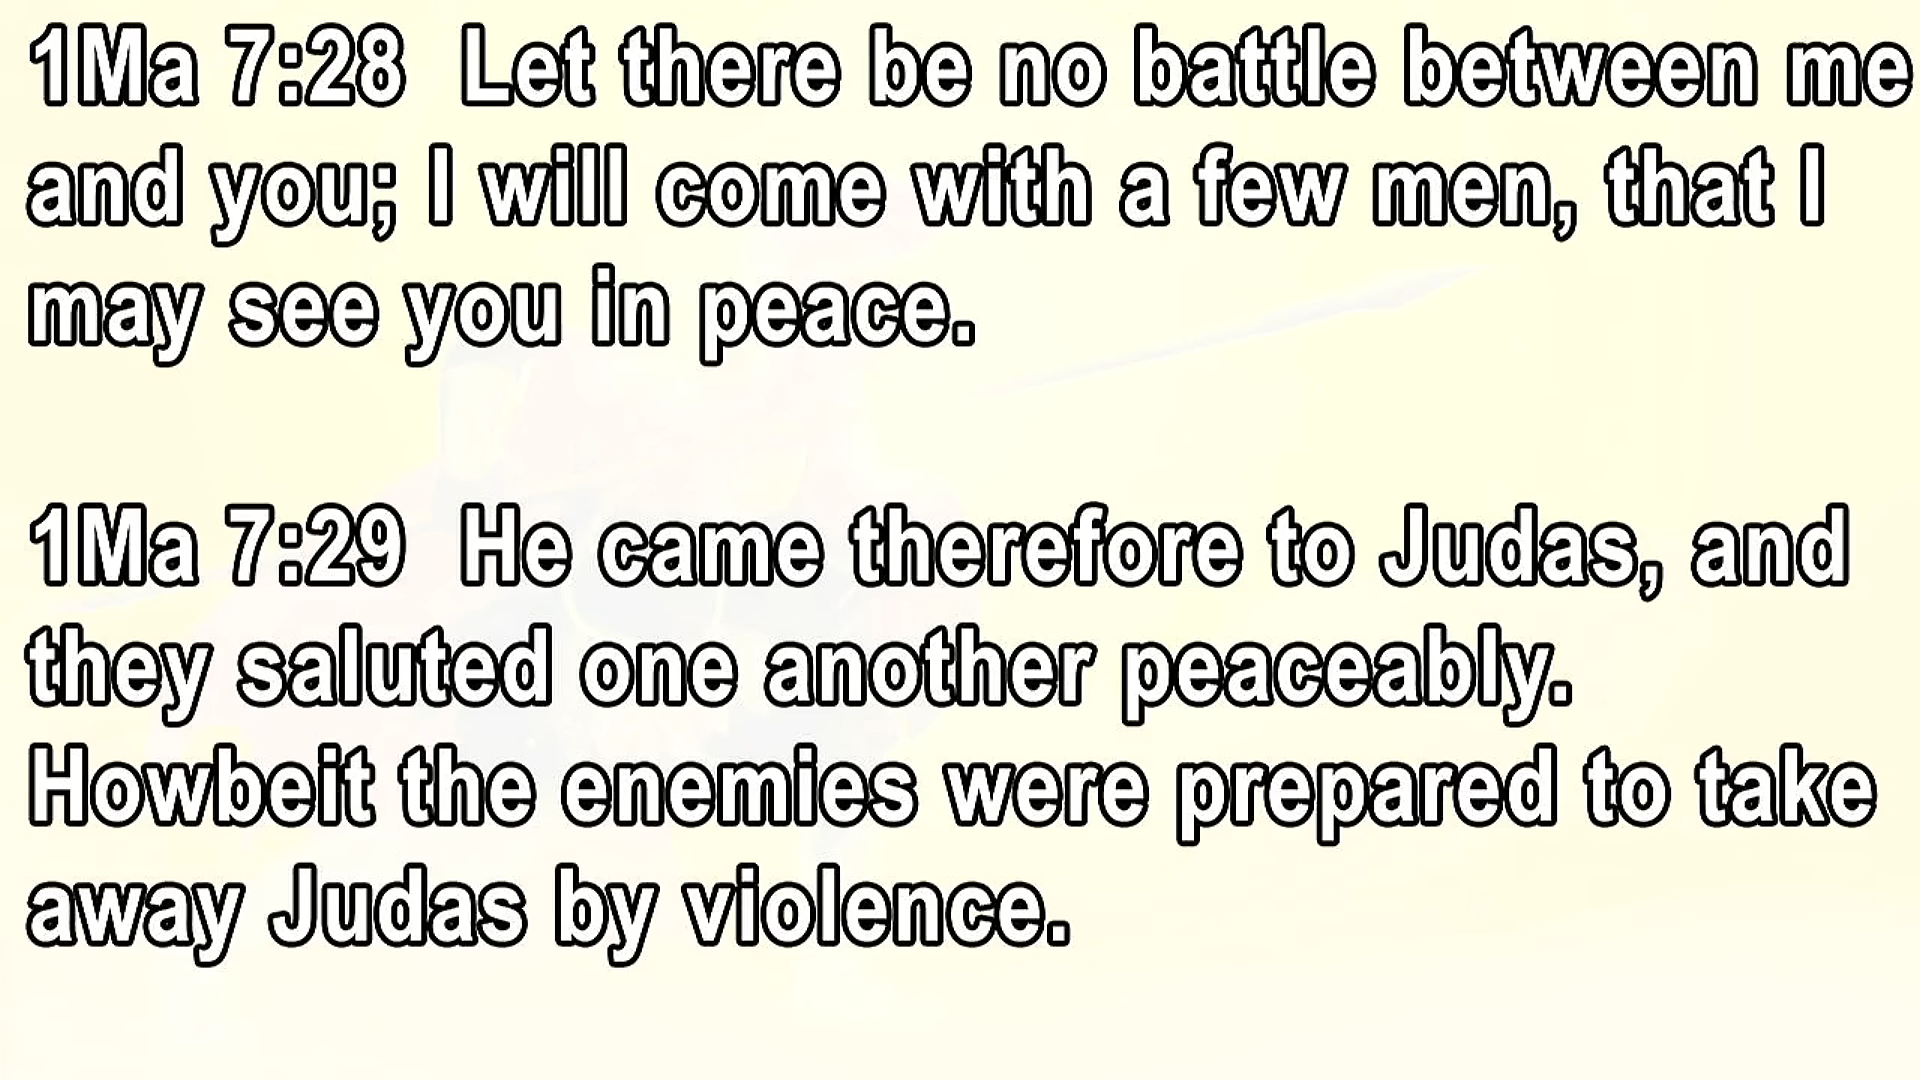 1Ma 7:28  Let there be no battle between me
and you; I will come with a few men, that I
may see you in peace.
1Ma 7:29  He came therefore to Judas, and
they saluted one another peaceably.
Howbeit the enemies were prepared to take
away Judas by violence.